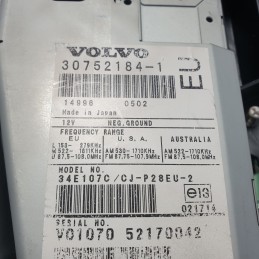 VOLVO
30752184-1
EU
14998 0502
Made in Japan
12V NEG.GROUND
FREQUENCY RANGE
EU U.S.A. AUSTRALIA
L 153- 279KHz
M 522- 1611KHz AM 530-1710KHz AM 522-1710KHz
U 87.5-108.0MHz FM 87.75-107.9MHz FM 87.5-108.0MHz
MODEL NO.
34E107C/CJ-P28EU-2
e13
02171
SERIAL NO.
VO1070 52170042